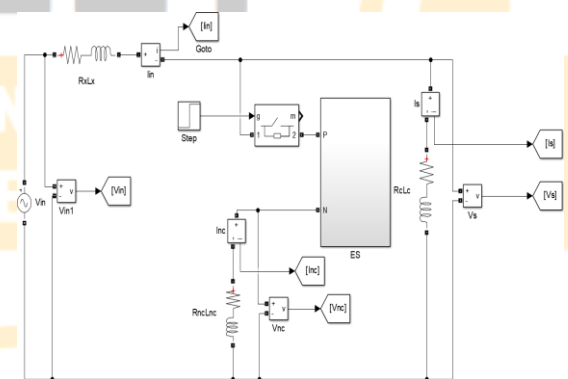 [Iin]
Goto
i
RxLx
Iin
Step
g
m
1
2
P
N
ES
Is
[Is]
RcLc
Vin
v
Vin1
[Vin]
v
Vs
[Vs]
Inc
[Inc]
RncLnc
v
Vnc
[Vnc]